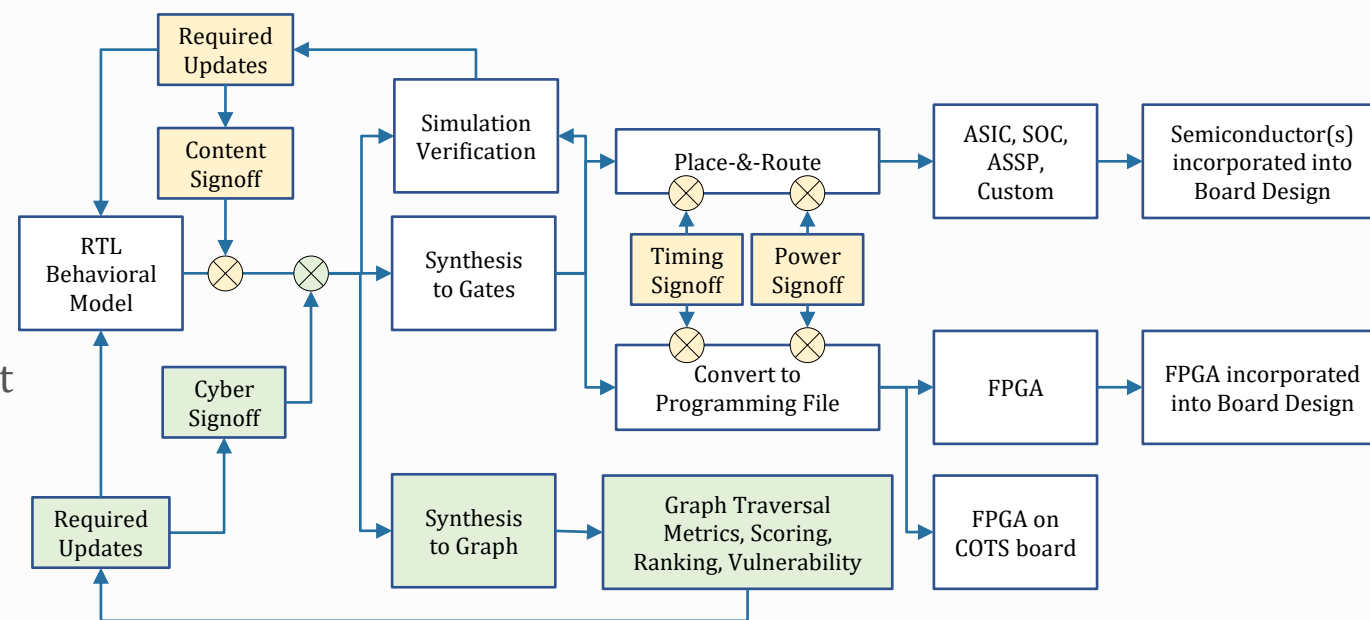 Required
Updates
Content
Signoff
RTL
Behavioral
Model
Simulation
Verification
Synthesis
to Gates
Place-&-Route
Timing
Signoff
Power
Signoff
Convert to
Programming File
ASIC, SOC,
ASSP,
Custom
Semiconductor(s)
incorporated into
Board Design
FPGA
FPGA incorporated
into Board Design
FPGA on
COTS board
t
Cyber
Signoff
Required
Updates
Synthesis
to Graph
Graph Traversal
Metrics, Scoring,
Ranking, Vulnerability